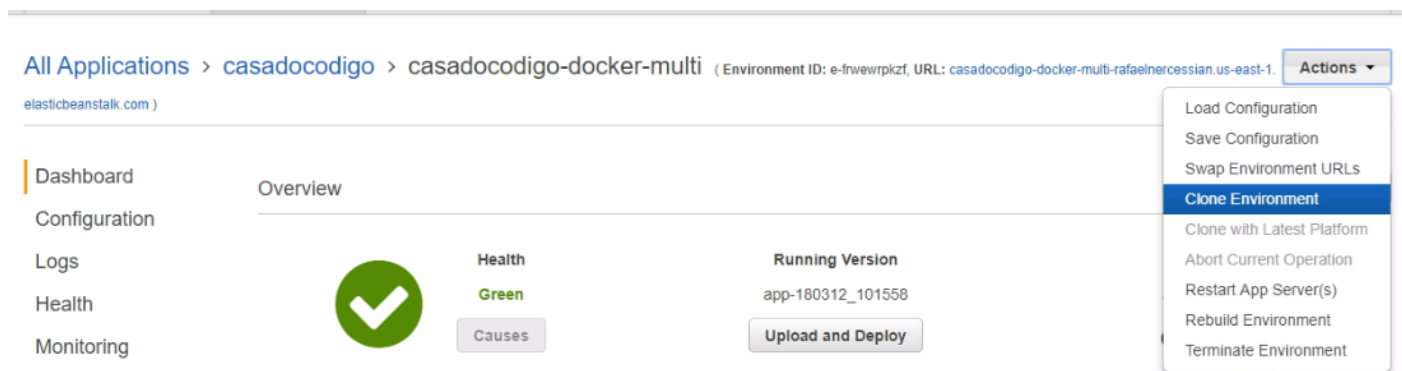 All Applications > casadocodigo > casadocodigo-docker-multi ( Environment ID: e-frwewrpkzf, URL: casadocodigo-docker-multi-rafaelnercessian.us-east-1.
elasticbeanstalk.com )
Actions
Load Configuration
Save Configuration
Swap Environment URLs
Clone Environment
Clone with Latest Platform
Abort Current Operation
Restart App Server(s)
Rebuild Environment
Terminate Environment
Dashboard
Configuration
Logs
Health
Monitoring
Overview
Health
Green
Causes
Running Version
app-180312_101558
Upload and Deploy